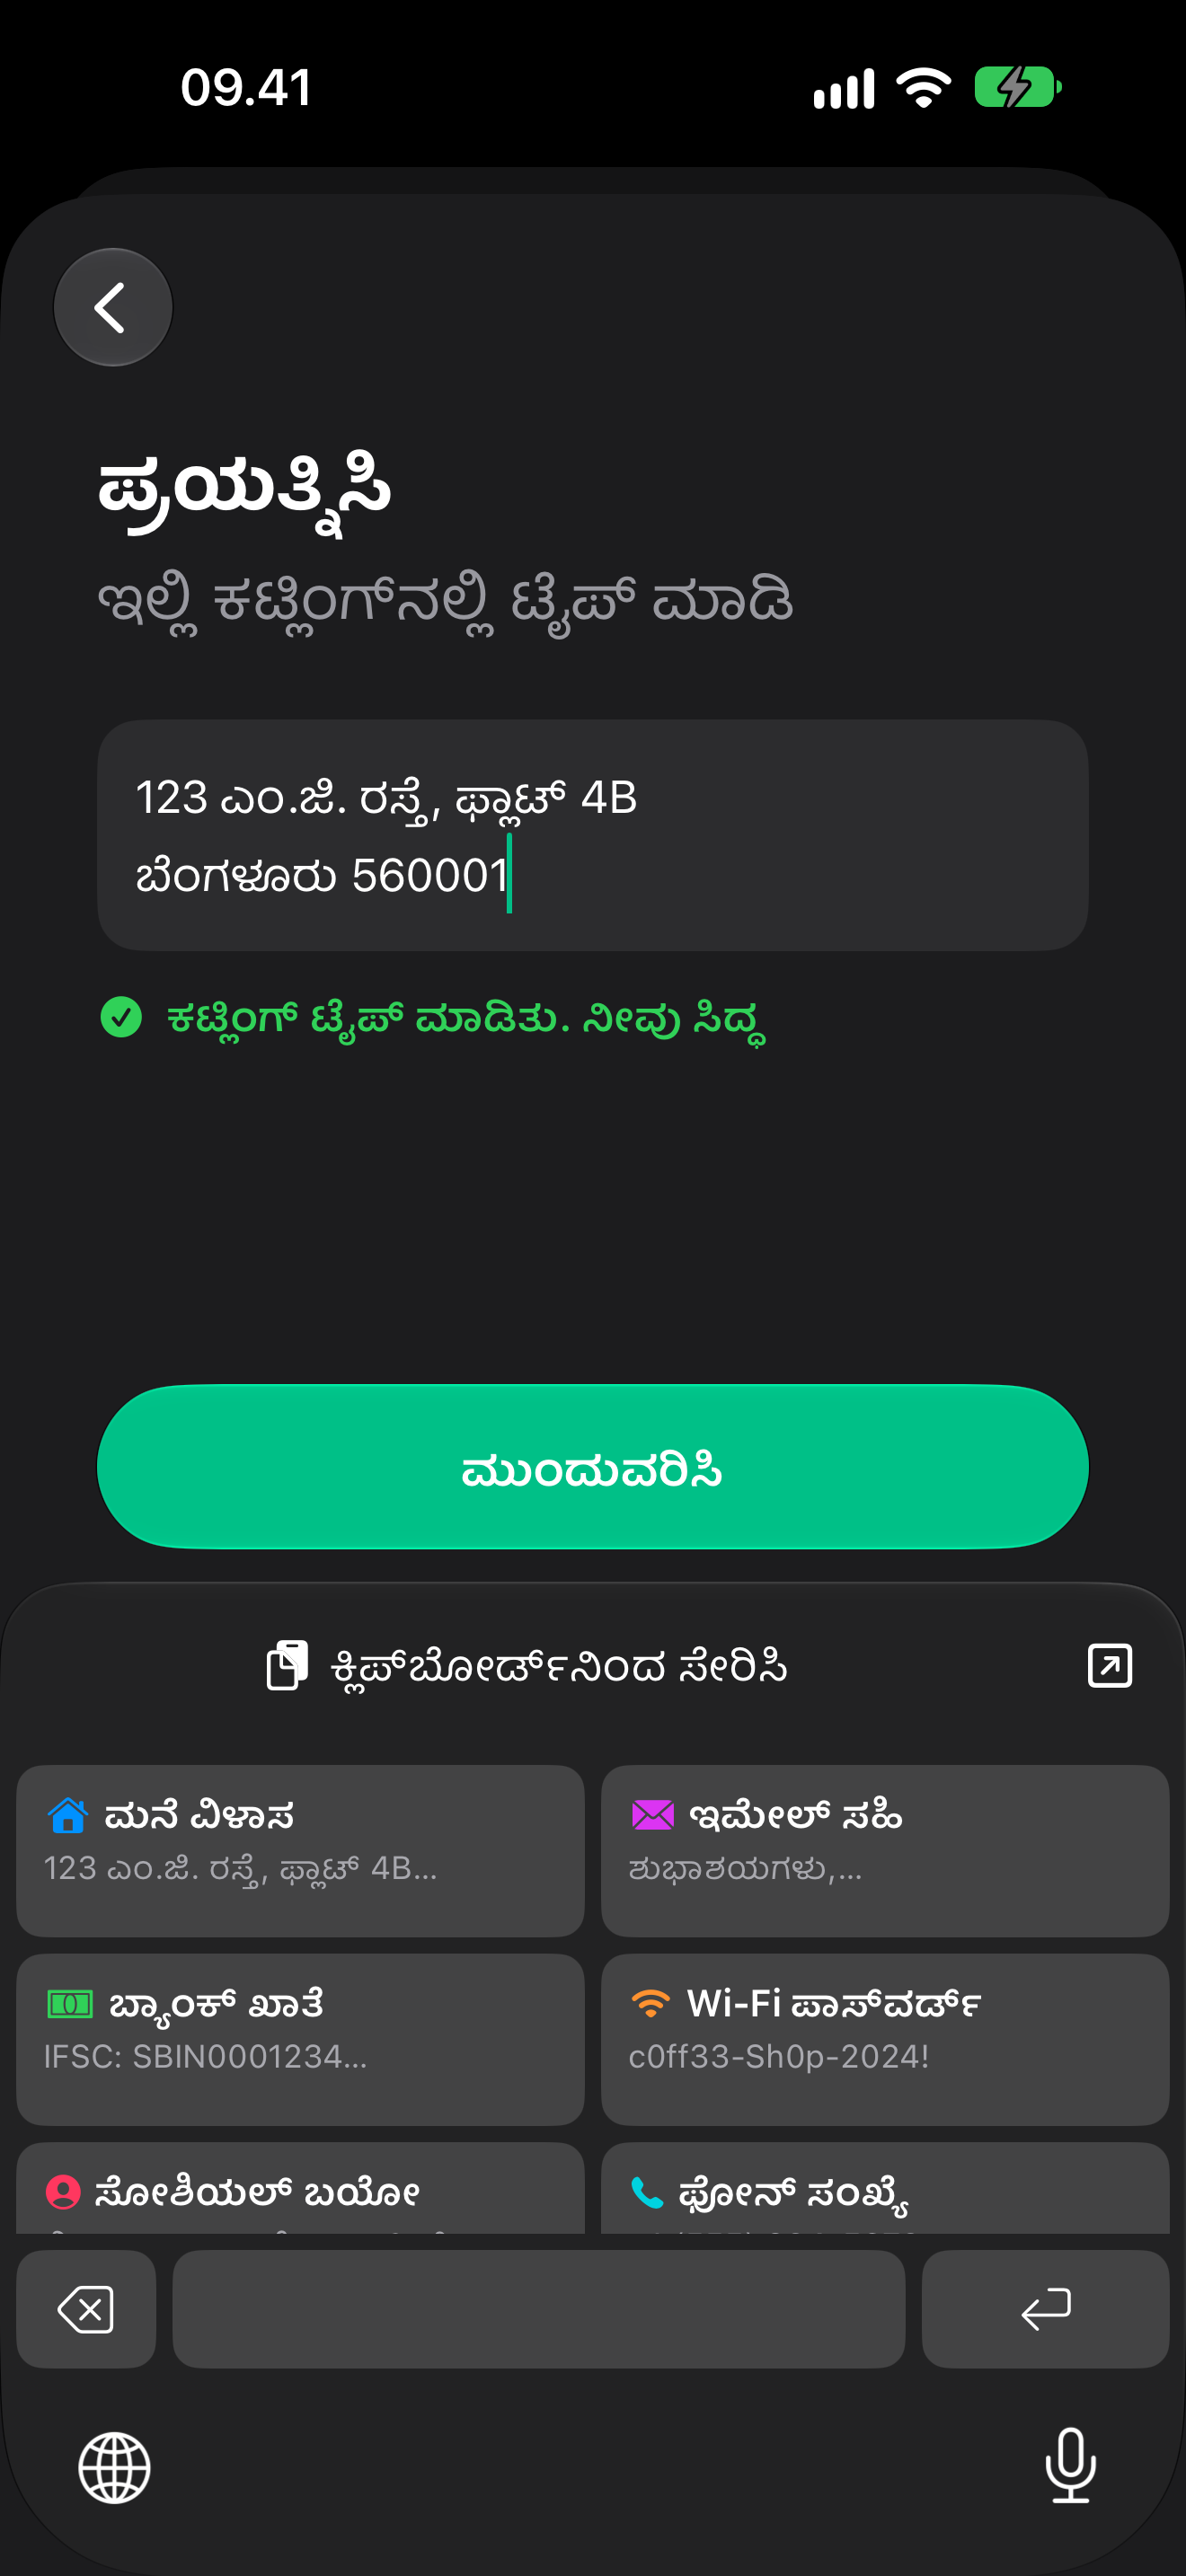 09.41
ಪ್ರಯತ್ನಿಸಿ
ಇಲ್ಲಿ ಕಟ್ಲಿಂಗ್‌ನಲ್ಲಿ ಟೈಪ್ ಮಾಡಿ
123 ಎಂ.ಜಿ. ರಸ್ತೆ, ಫ್ಲಾಟ್ 4B
ಬೆಂಗಳೂರು 560001
ಕಟ್ಲಿಂಗ್ ಟೈಪ್ ಮಾಡಿತು. ನೀವು ಸಿದ್ಧ
ಮುಂದುವರಿಸಿ
ಕ್ಲಿಪ್‌ಬೋರ್ಡ್‌ನಿಂದ ಸೇರಿಸಿ
ಮನೆ ವಿಳಾಸ
123 ಎಂ.ಜಿ. ರಸ್ತೆ, ಫ್ಲಾಟ್ 4B...
ಇಮೇಲ್ ಸಹಿ
ಶುಭಾಶಯಗಳು,...
ಬ್ಯಾಂಕ್ ಖಾತೆ
IFSC: SBIN0001234...
Wi-Fi ಪಾಸ್‌ವರ್ಡ್
c0ff33-Sh0p-2024!
ಸೋಶಿಯಲ್ ಬಯೋ
ಫೋನ್ ಸಂಖ್ಯೆ